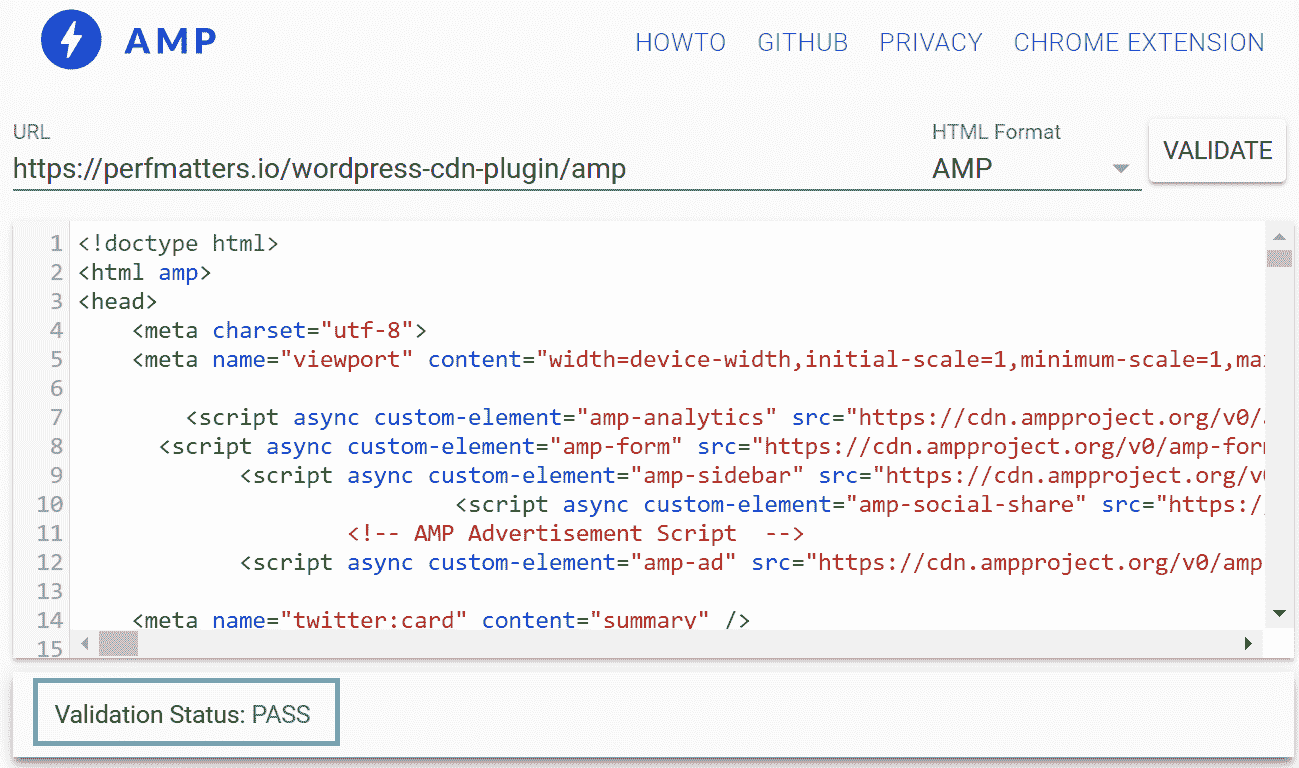 AMP
HOWTO GITHUB PRIVACY CHROME EXTENSION
URL
HTML Format
https://perfmatters.io/wordpress-cdn-plugin/amp
AMP
VALIDATE
1 <!doctype html>
2 <html amp>
3 <head>
4 <meta charset="utf-8">
5 <meta name="viewport" content="width=device-width,initial-scale=1,minimum-scale=1,ma
6
7 <script async custom-element="amp-analytics" src="https://cdn.ampproject.org/v0/
8 <script async custom-element="amp-form" src="https://cdn.ampproject.org/v0/amp-for
9 <script async custom-element="amp-sidebar" src="https://cdn.ampproject.org/v
10 <script async custom-element="amp-social-share" src="https:/
11 <!-- AMP Advertisement Script -->
12 <script async custom-element="amp-ad" src="https://cdn.ampproject.org/v0/amp
13
14 <meta name="twitter:card" content="summary" />
15
Validation Status: PASS